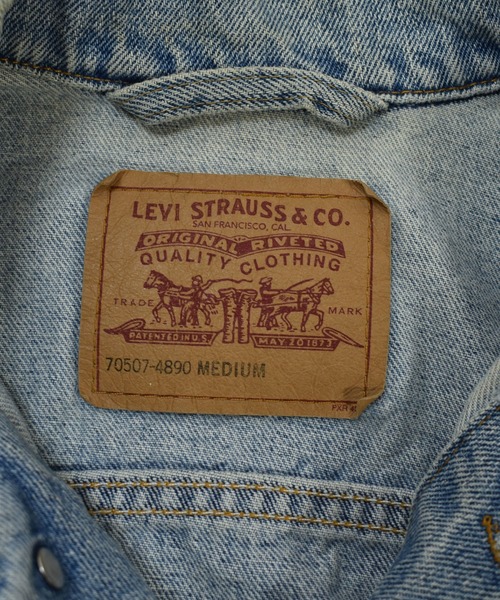 LEVI STRAUSS & CO.
SAN FRANCISCO, CAL.
ORIGINAL RIVETED
QUALITY CLOTHING
TRADE MARK
PATENTED IN U.S. MAY 20 1873
70507-4890 MEDIUM